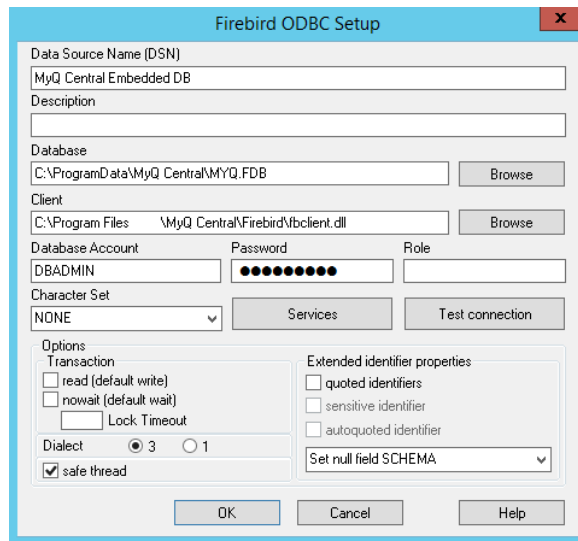 Firebird ODBC Setup
x
Data Source Name (DSN)
MyQ Central Embedded DB
Description
Database
C:\ProgramData\MyQ Central\MYQ.FDB
Browse
Client
C:\Program Files \MyQ Central\Firebird\fbclient.dll
Browse
Database Account Password Role
DBADMIN ●●●●●●●●●
Character Set
NONE Services Test connection
Options
Transaction
read (default write)
nowait (default wait)
Lock Timeout
Dialect 3 1
safe thread
Extended identifier properties
quoted identifiers
sensitive identifier
autoquoted identifier
Set null field SCHEMA
OK Cancel Help